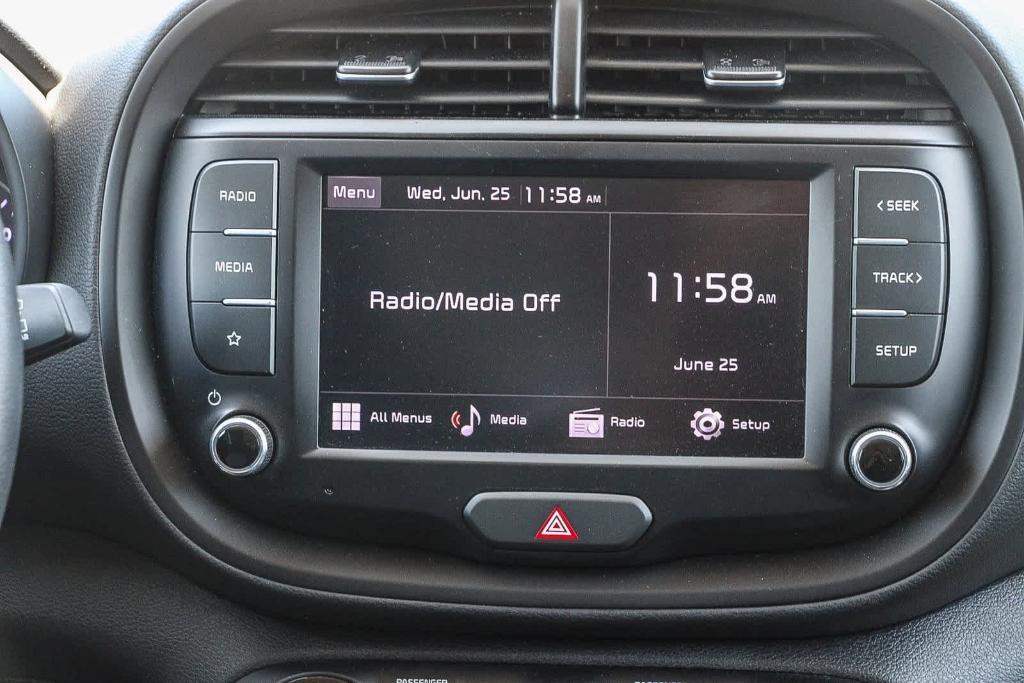 RADIO
MEDIA
Menu Wed, Jun. 25 11:58 AM
Radio/Media Off
11:58 AM
June 25
All Menus Media Radio Setup
< SEEK
TRACK >
SETUP
PASSENGER